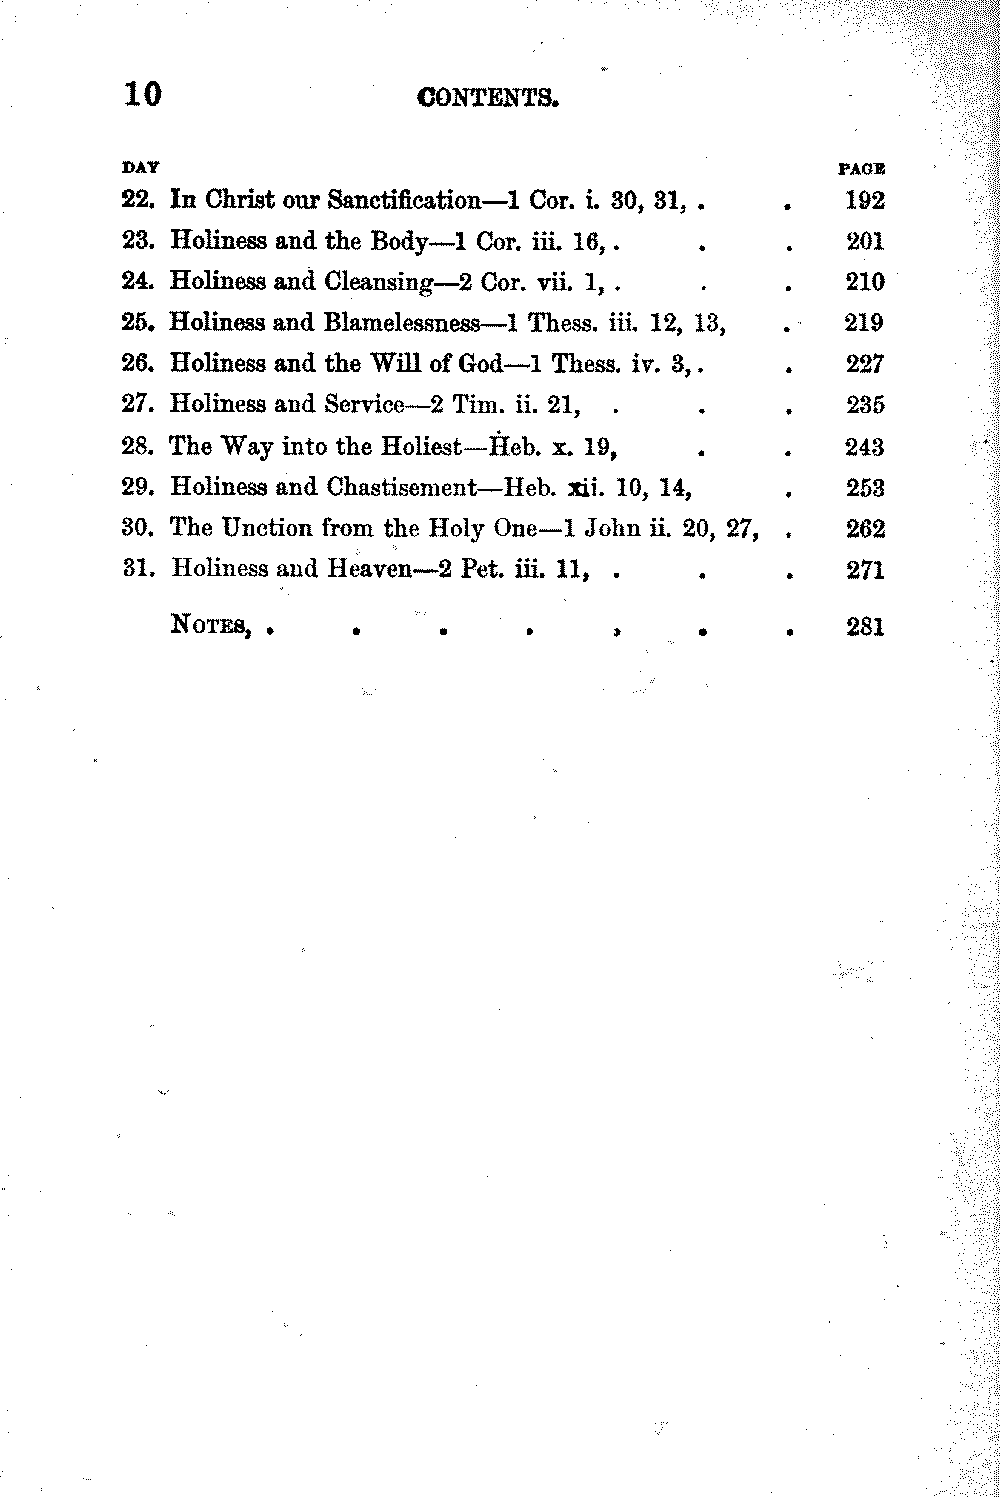 10 CONTENTS.
DAY PAGE
22. In Christ our Sanctification—1 Cor. i. 30, 31, . . 192
23. Holiness and the Body—1 Cor. iii. 16, . . . 201
24. Holiness and Cleansing—2 Cor. vii. 1, . . . 210
25. Holiness and Blamelessness—1 Thess. iii. 12, 13, . 219
26. Holiness and the Will of God—1 Thess. iv. 3, . . 227
27. Holiness and Service—2 Tim. ii. 21, . . . 235
28. The Way into the Holiest—Heb. x. 19, . . 243
29. Holiness and Chastisement—Heb. xii. 10, 14, . 253
30. The Unction from the Holy One—1 John ii. 20, 27, . 262
31. Holiness and Heaven—2 Pet. iii. 11, . . . 271
NOTES, . . . . . . . 281